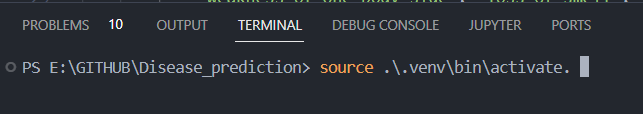 PROBLEMS 10 OUTPUT TERMINAL DEBUG CONSOLE JUPYTER PORTS
PS E:\GITHUB\Disease_prediction> source .\.venv\bin\activate.